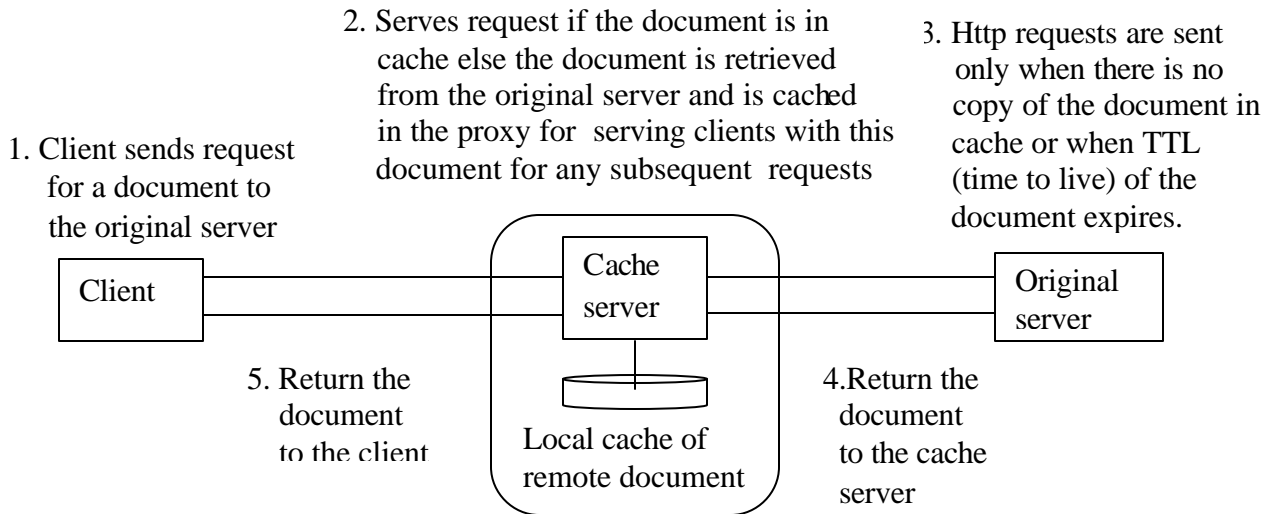 2. Serves request if the document is in
cache else the document is retrieved
from the original server and is cached
in the proxy for serving clients with this
document for any subsequent requests
3. Http requests are sent
only when there is no
copy of the document in
cache or when TTL
(time to live) of the
document expires.
1. Client sends request
for a document to
the original server
Client
Cache
server
Original
server
5. Return the
document
to the client
Local cache of
remote document
4.Return the
document
to the cache
server